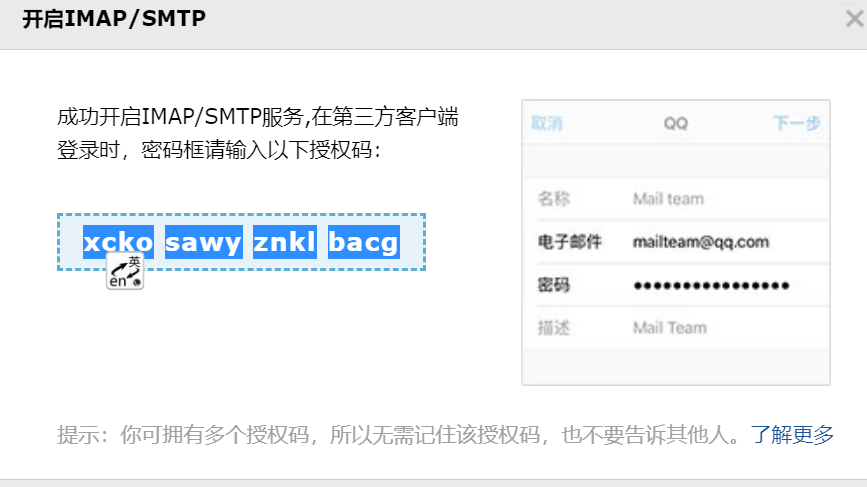 开启IMAP/SMTP
成功开启IMAP/SMTP服务,在第三方客户端
登录时，密码框请输入以下授权码：
xcko sawy znkl bacg
英
en
取消 QQ 下一步
名称 Mail team
电子邮件 mailteam@qq.com
密码 ●●●●●●●●●●●●●●●●
描述 Mail Team
提示：你可拥有多个授权码，所以无需记住该授权码，也不要告诉其他人。了解更多